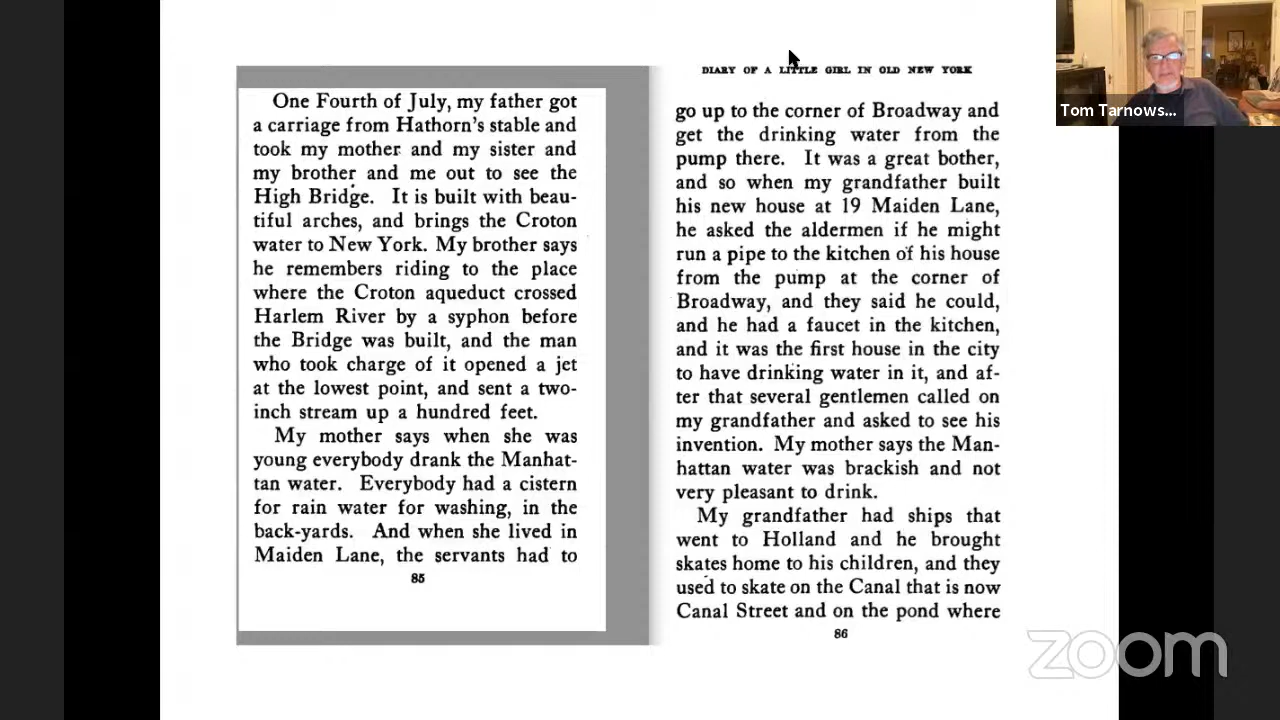 One Fourth of July, my father got
a carriage from Hathorn's stable and
took my mother and my sister and
my brother and me out to see the
High Bridge. It is built with beau-
tiful arches, and brings the Croton
water to New York. My brother says
he remembers riding to the place
where the Croton aqueduct crossed
Harlem River by a syphon before
the Bridge was built, and the man
who took charge of it opened a jet
at the lowest point, and sent a two-
inch stream up a hundred feet.
My mother says when she was
young everybody drank the Manhat-
tan water. Everybody had a cistern
for rain water for washing, in the
back-yards. And when she lived in
Maiden Lane, the servants had to
85
DIARY OF A LITTLE GIRL IN OLD NEW YORK
go up to the corner of Broadway and
get the drinking water from the
pump there. It was a great bother,
and so when my grandfather built
his new house at 19 Maiden Lane,
he asked the aldermen if he might
run a pipe to the kitchen of his house
from the pump at the corner of
Broadway, and they said he could,
and he had a faucet in the kitchen,
and it was the first house in the city
to have drinking water in it, and af-
ter that several gentlemen called on
my grandfather and asked to see his
invention. My mother says the Man-
hattan water was brackish and not
very pleasant to drink.
My grandfather had ships that
went to Holland and he brought
skates home to his children, and they
used to skate on the Canal that is now
Canal Street and on the pond where
86
Tom Tarnows...
zoom